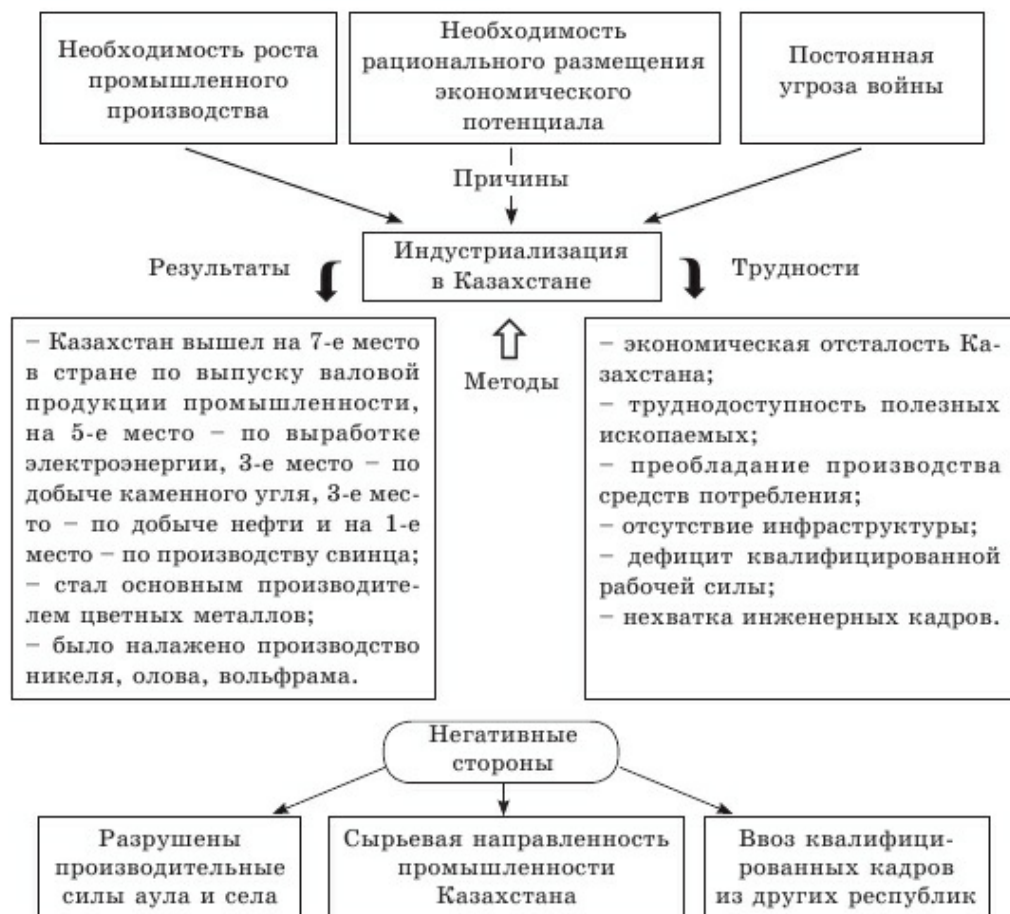 Необходимость роста
промышленного
производства
Необходимость
рационального размещения
экономического
потенциала
Постоянная
угроза войны
Причины
Индустриализация
в Казахстане
Результаты
Трудности
Методы
– Казахстан вышел на 7-е место
в стране по выпуску валовой
продукции промышленности,
на 5-е место – по выработке
электроэнергии, 3-е место – по
добыче каменного угля, 3-е мес-
то – по добыче нефти и на 1-е
место – по производству свинца;
– стал основным производите-
лем цветных металлов;
– было налажено производство
никеля, олова, вольфрама.
– экономическая отсталость Ка-
захстана;
– труднодоступность полезных
ископаемых;
– преобладание производства
средств потребления;
– отсутствие инфраструктуры;
– дефицит квалифицированной
рабочей силы;
– нехватка инженерных кадров.
Негативные
стороны
Разрушены
производительные
силы аула и села
Сырьевая направленность
промышленности
Казахстана
Ввоз квалифици-
рованных кадров
из других республик